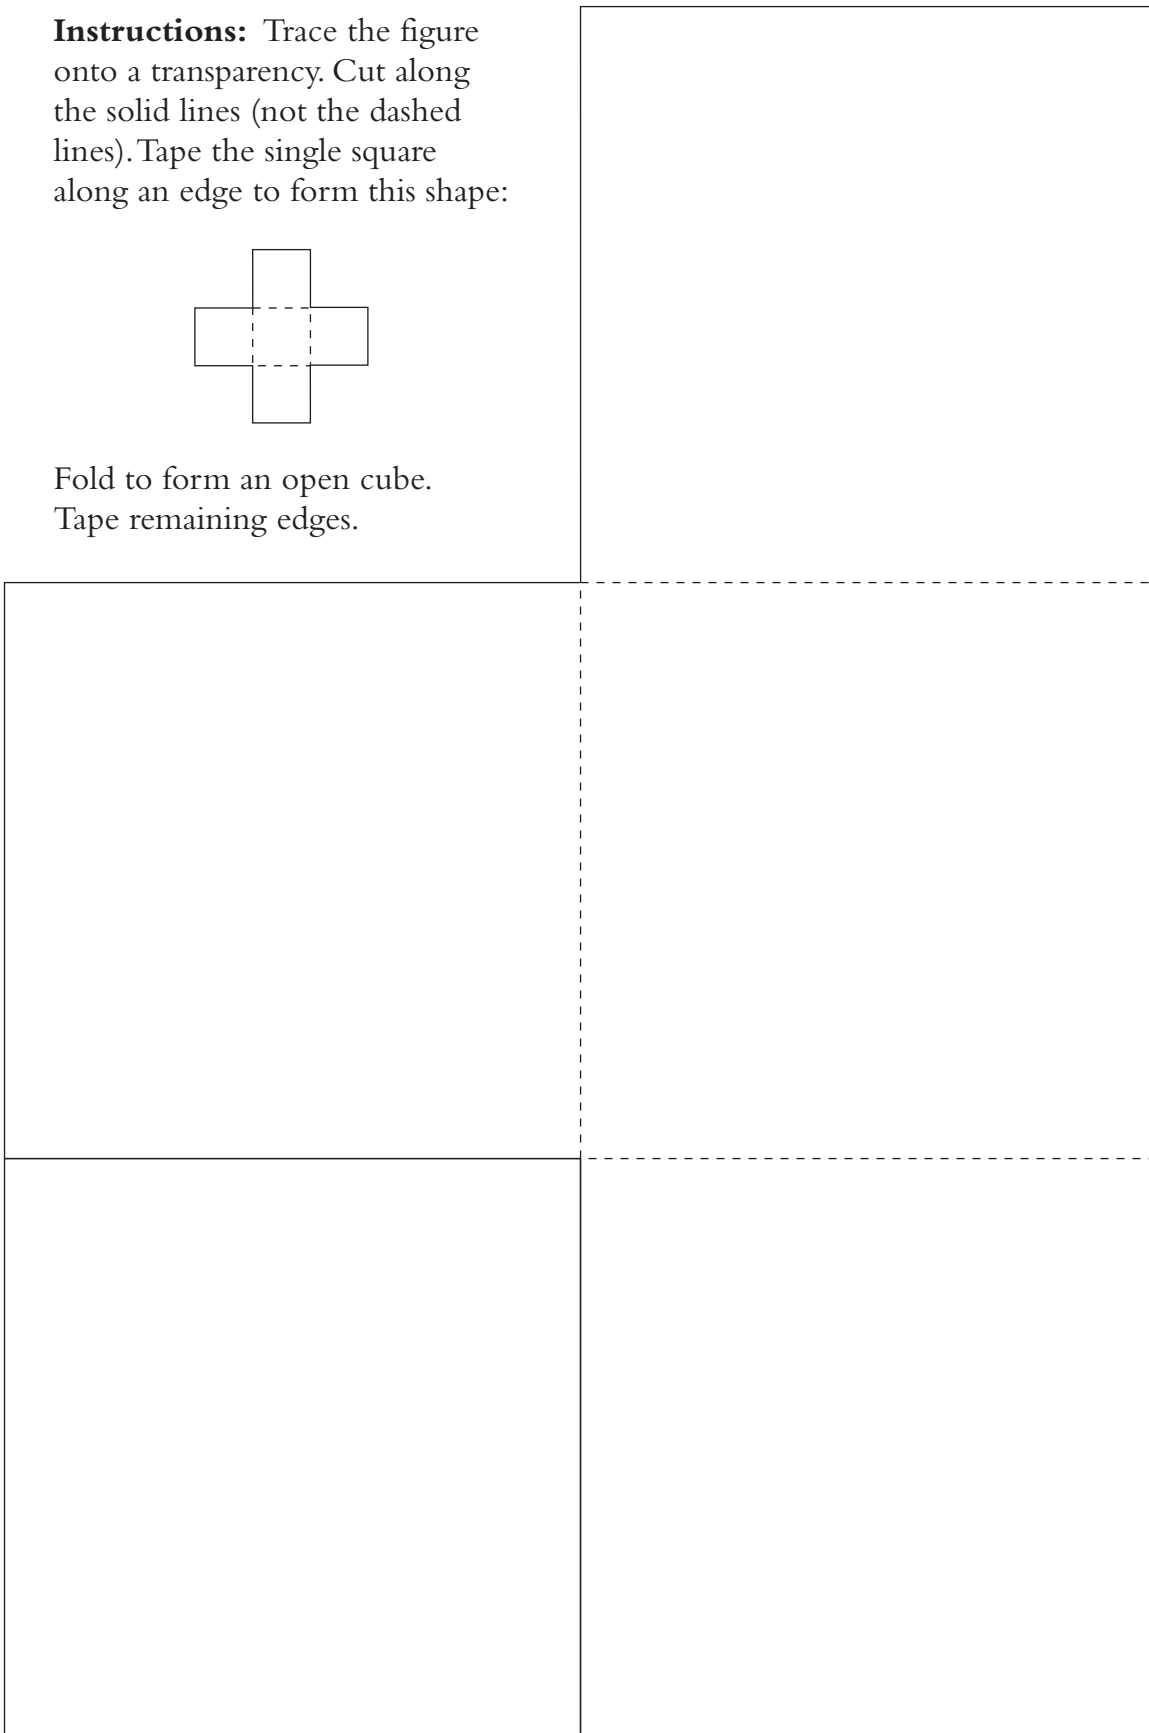 Instructions: Trace the figure
onto a transparency. Cut along
the solid lines (not the dashed
lines). Tape the single square
along an edge to form this shape:
Fold to form an open cube.
Tape remaining edges.